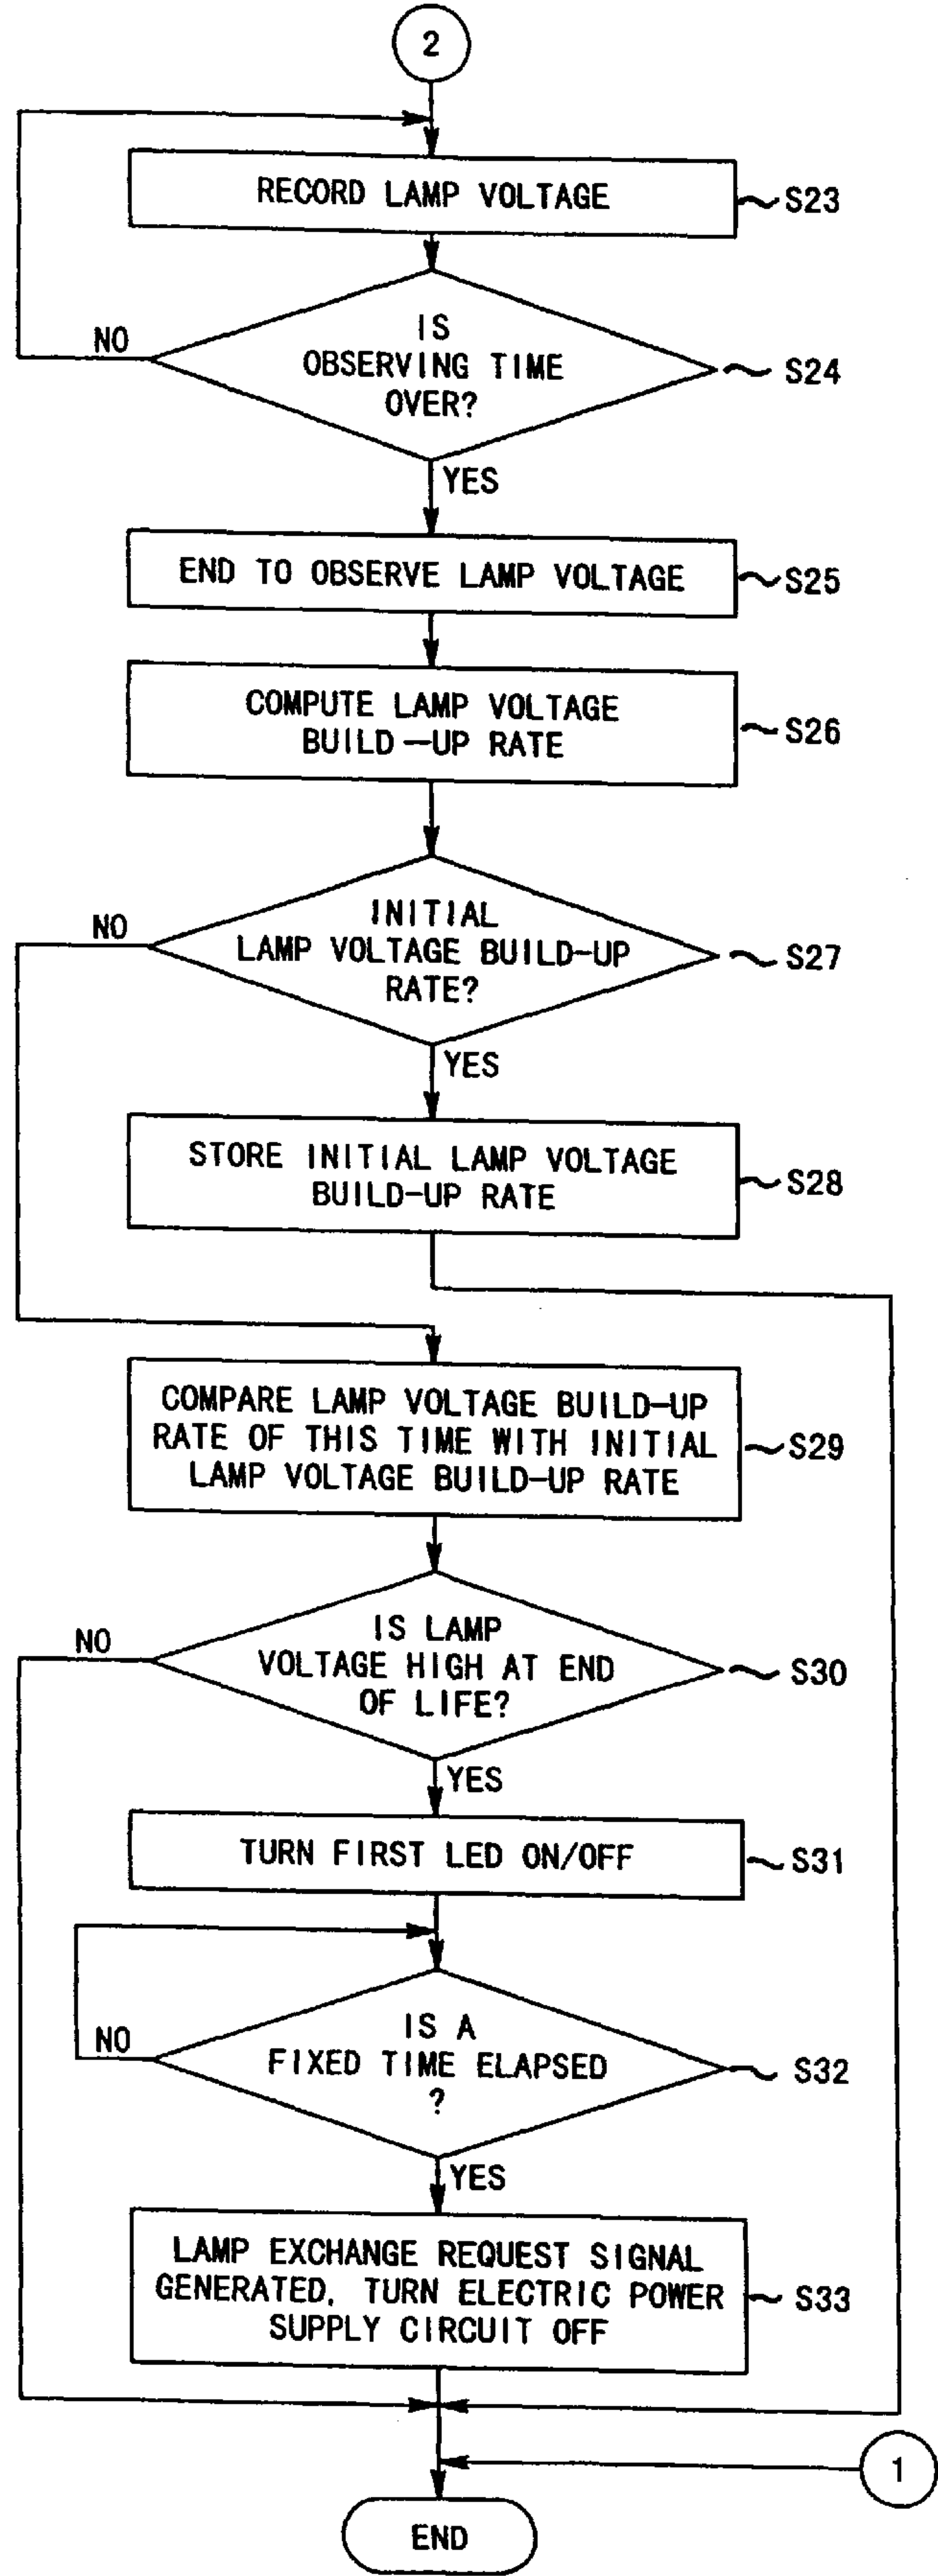 2
RECORD LAMP VOLTAGE
S23
IS
OBSERVING TIME
OVER?
S24
NO
YES
END TO OBSERVE LAMP VOLTAGE
S25
COMPUTE LAMP VOLTAGE
BUILD-UP RATE
S26
INITIAL
LAMP VOLTAGE BUILD-UP
RATE?
S27
NO
YES
STORE INITIAL LAMP VOLTAGE
BUILD-UP RATE
S28
COMPARE LAMP VOLTAGE BUILD-UP
RATE OF THIS TIME WITH INITIAL
LAMP VOLTAGE BUILD-UP RATE
S29
IS LAMP
VOLTAGE HIGH AT END
OF LIFE?
S30
NO
YES
TURN FIRST LED ON/OFF
S31
IS A
FIXED TIME ELAPSED
?
S32
NO
YES
LAMP EXCHANGE REQUEST SIGNAL
GENERATED, TURN ELECTRIC POWER
SUPPLY CIRCUIT OFF
S33
1
END